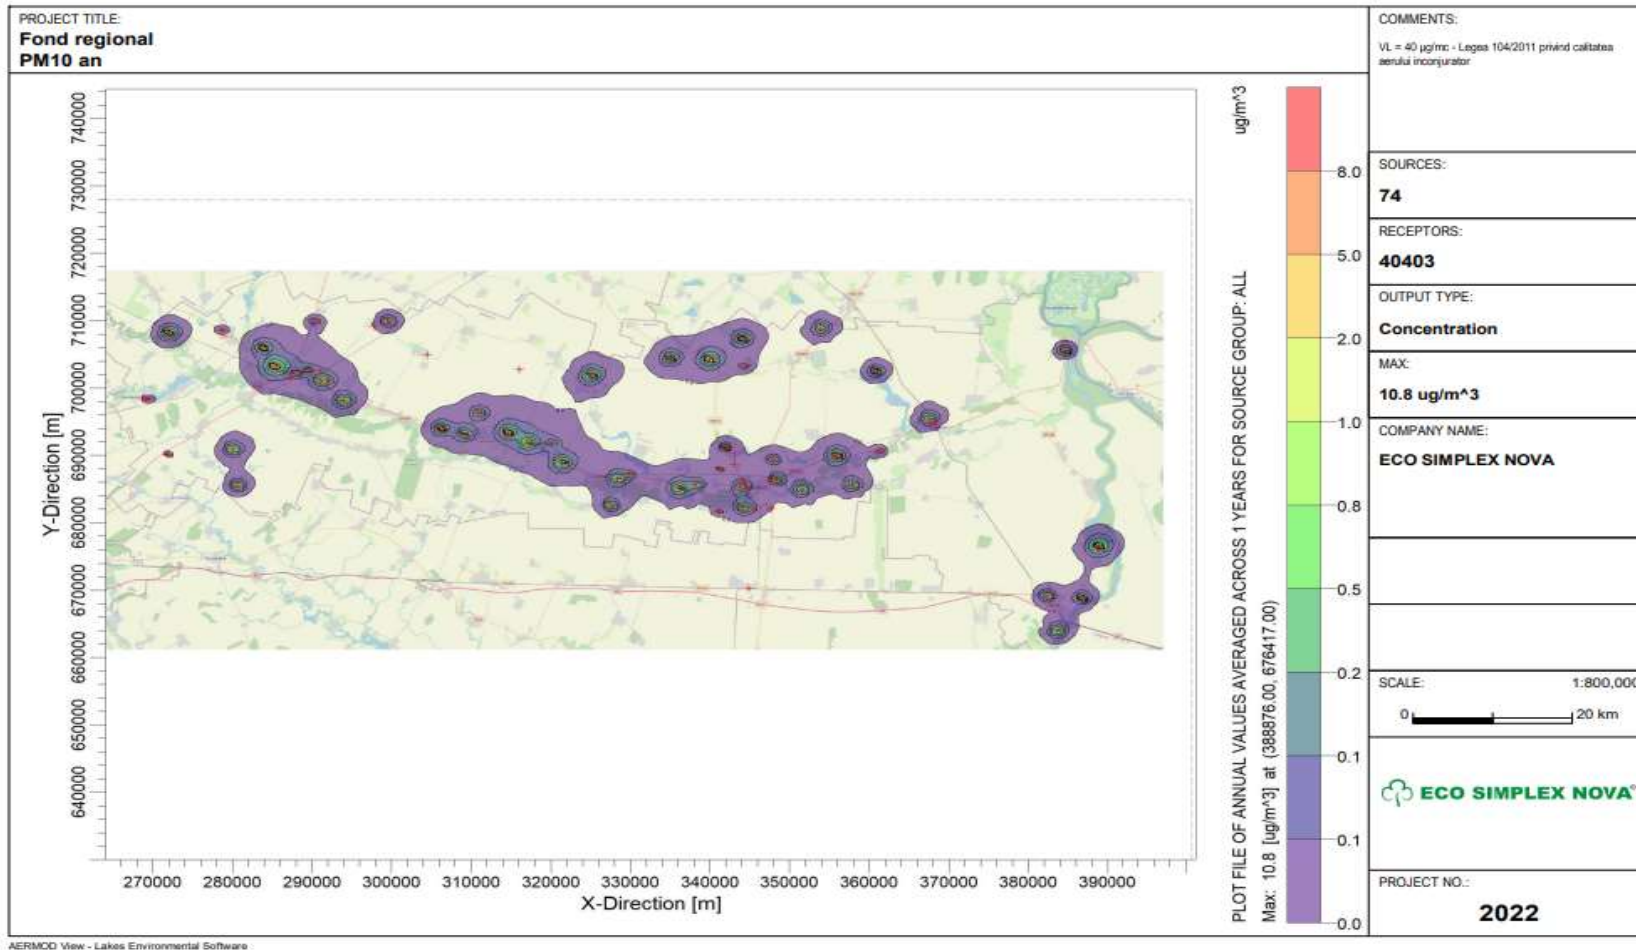 PROJECT TITLE:
Fond regional
PM10 an
COMMENTS:
VL = 40 µg/mc - Legea 104/2011 privind calitatea
aerului inconjurator
SOURCES:
74
RECEPTORS:
40403
OUTPUT TYPE:
Concentration
MAX:
10.8 ug/m^3
COMPANY NAME:
ECO SIMPLEX NOVA
SCALE:
1:800,000
0
20 km
ECO SIMPLEX NOVA
PROJECT NO.:
2022
Y-Direction [m]
740000
730000
720000
710000
700000
690000
680000
670000
660000
650000
640000
270000 280000 290000 300000 310000 320000 330000 340000 350000 360000 370000 380000 390000
X-Direction [m]
PLOT FILE OF ANNUAL VALUES AVERAGED ACROSS 1 YEARS FOR SOURCE GROUP: ALL
ug/m^3
Max: 10.8 [ug/m^3] at (388876.00, 676417.00)
8.0
5.0
2.0
1.0
0.8
0.5
0.2
0.1
0.1
0.0
AERMOD View - Lakes Environmental Software